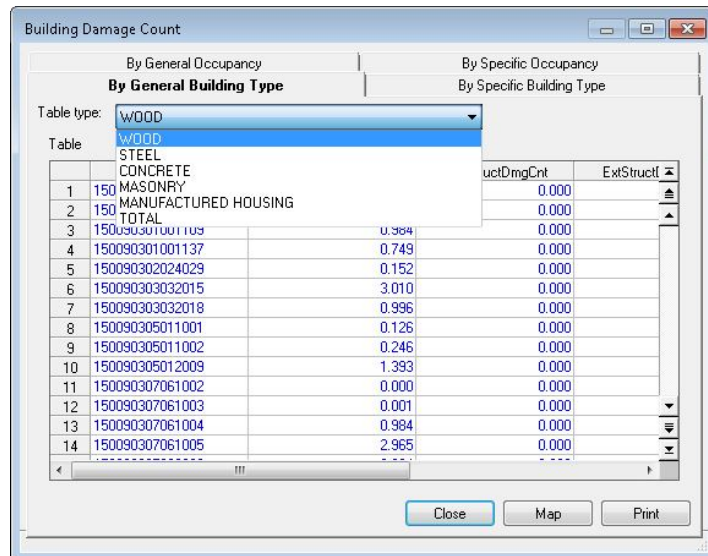 Building Damage Count
By General Occupancy By Specific Occupancy
By General Building Type By Specific Building Type
Table type: WOOD
Table
WOOD
STEEL
CONCRETE
MASONRY
MANUFACTURED HOUSING
TOTAL
uctDmgCnt ExtStruct
1 150 0.000
2 150 0.000
3 150090301001109 0.984 0.000
4 150090301001137 0.749 0.000
5 150090302024029 0.152 0.000
6 150090303032015 3.010 0.000
7 150090303032018 0.996 0.000
8 150090305011001 0.126 0.000
9 150090305011002 0.246 0.000
10 150090305012009 1.393 0.000
11 150090307061002 0.000 0.000
12 150090307061003 0.001 0.000
13 150090307061004 0.984 0.000
14 150090307061005 2.965 0.000
Close Map Print